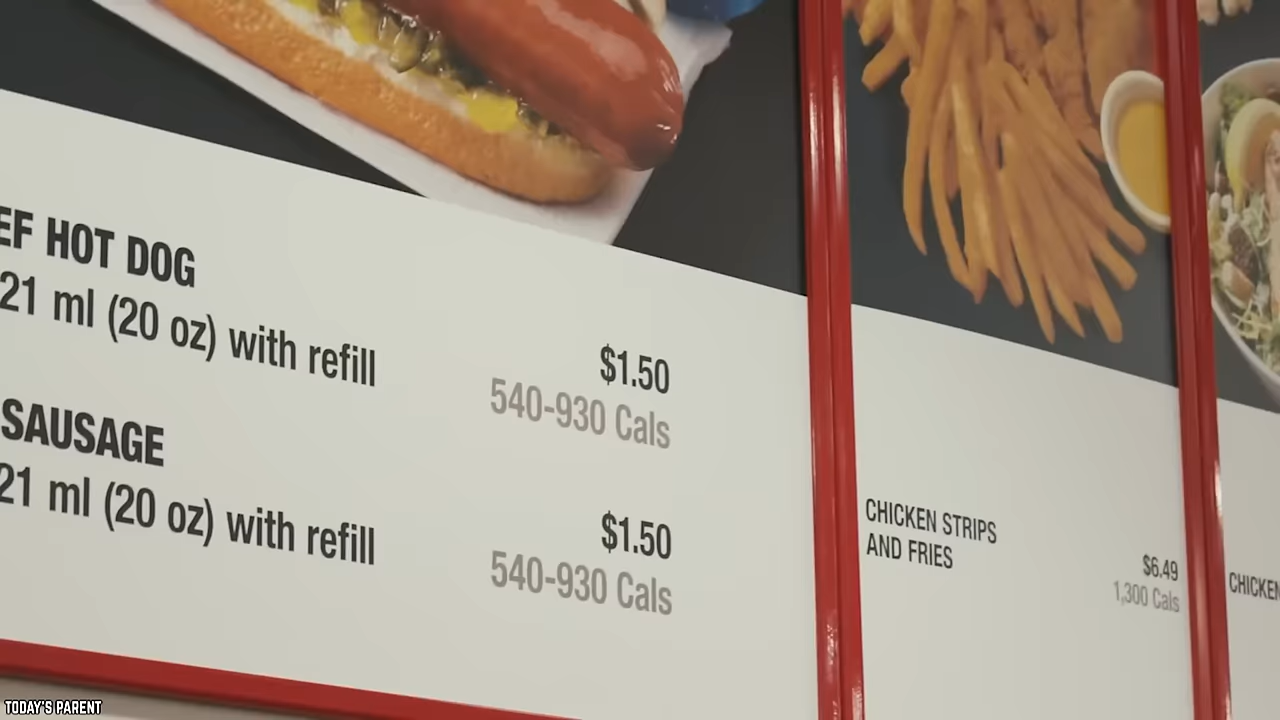 EF HOT DOG
21 ml (20 oz) with refill
$1.50
540-930 Cals
SAUSAGE
21 ml (20 oz) with refill
$1.50
540-930 Cals
CHICKEN STRIPS
AND FRIES
$6.49
1,300 Cals
CHICKEN
TODAY'S PARENT